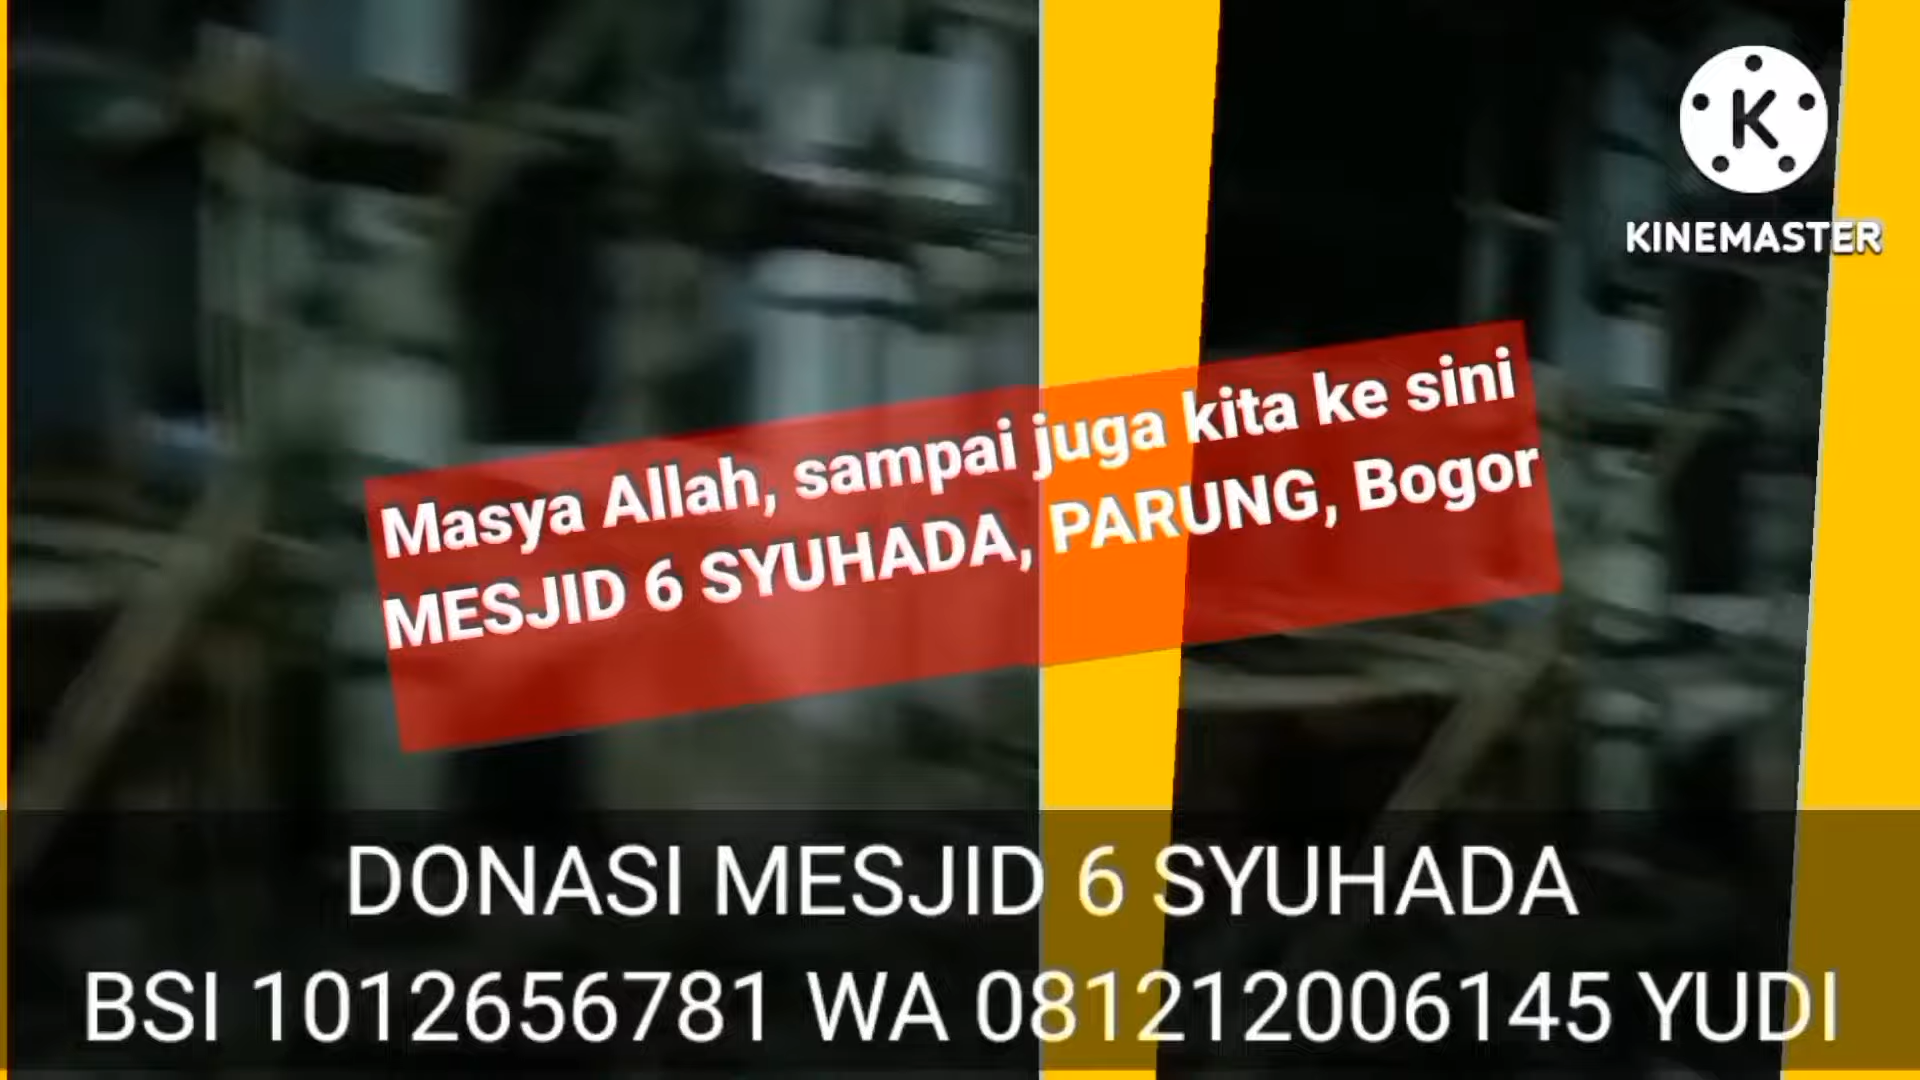 K
KINEMASTER
Masya Allah, sampai juga kita ke sini
MESJID 6 SYUHADA, PARUNG, Bogor
DONASI MESJID 6 SYUHADA
BSI 1012656781 WA 081212006145 YUDI